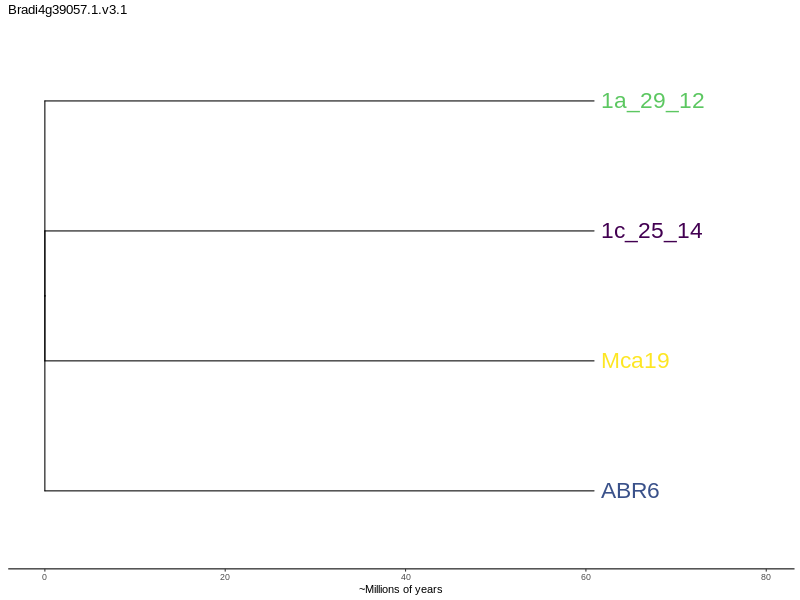 Bradi4g39057.1.v3.1
1a_29_12
1c_25_14
Mca19
ABR6
0 20 40 60 80
~Millions of years